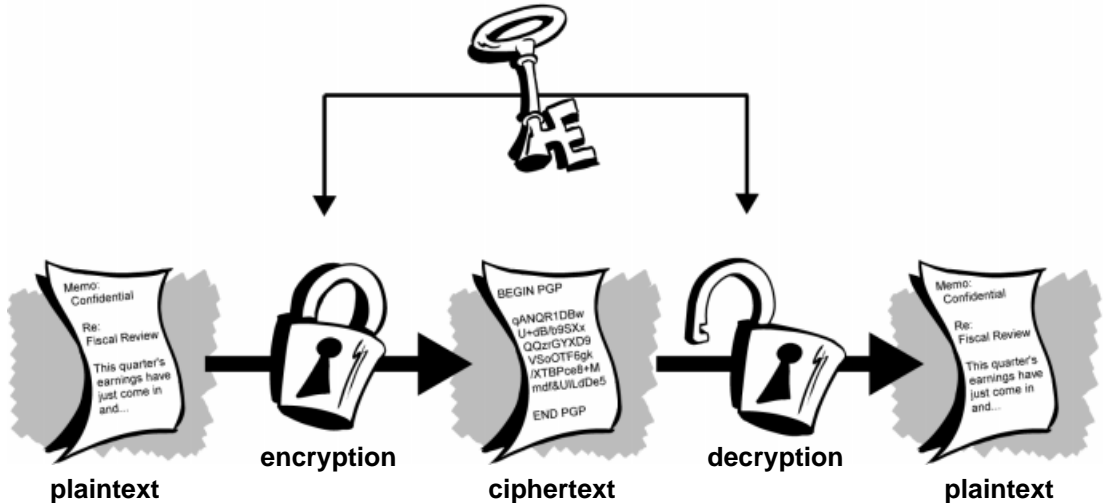 Memo:
Confidential
Re:
Fiscal Review
This quarter's
earnings have
just come in
and...
BEGIN PGP
qANQR1DBw
U+dB/b9SXx
QQzrGYXD9
VSoOTF6gk
/XTBPce8+M
mdf&UILdDe5
END PGP
Memo:
Confidential
Re:
Fiscal Review
This quarter's
earnings have
just come in
and...
encryption
decryption
plaintext
ciphertext
plaintext